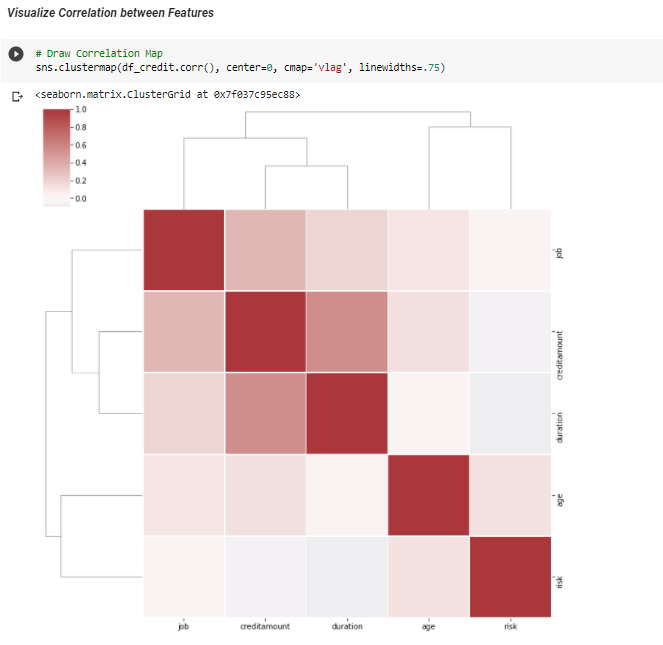 Visualize Correlation between Features
# Draw Correlation Map
sns.clustermap(df_credit.corr(), center=0, cmap='vlag', linewidths=.75)
<seaborn.matrix.ClusterGrid at 0x7f037c95ec88>
1.0
0.8
0.6
0.4
0.2
0.0
job
creditamount
duration
age
risk
job
creditamount
duration
age
risk